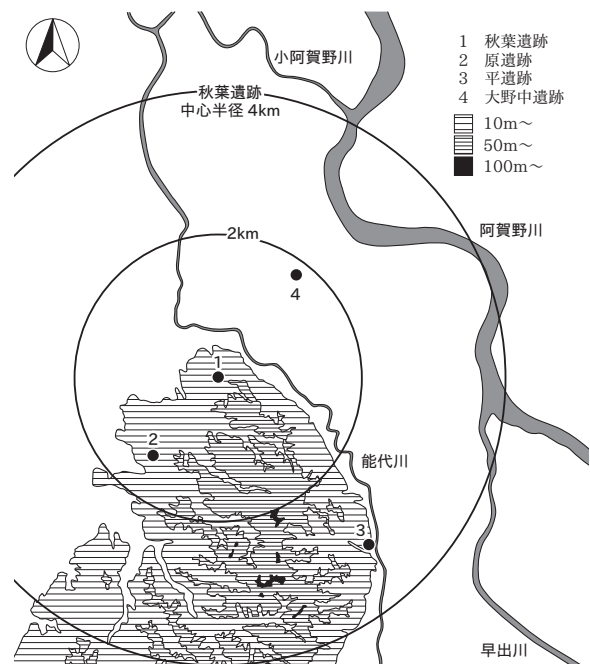 小阿賀野川
1 秋葉遺跡
2 原遺跡
3 平遺跡
4 大野中遺跡
10m～
50m～
100m～
秋葉遺跡
中心半径 4km
2km
阿賀野川
4
1
2
能代川
3
早出川